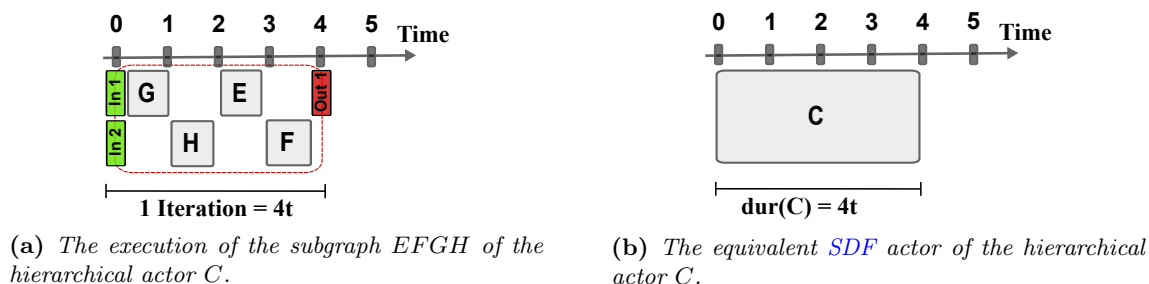 0 1 2 3 4 5 Time
In 1 G E Out 1
In 2 H F
1 Iteration = 4t
(a) The execution of the subgraph EFGH of the
hierarchical actor C.
0 1 2 3 4 5 Time
C
dur(C) = 4t
(b) The equivalent SDF actor of the hierarchical
actor C.